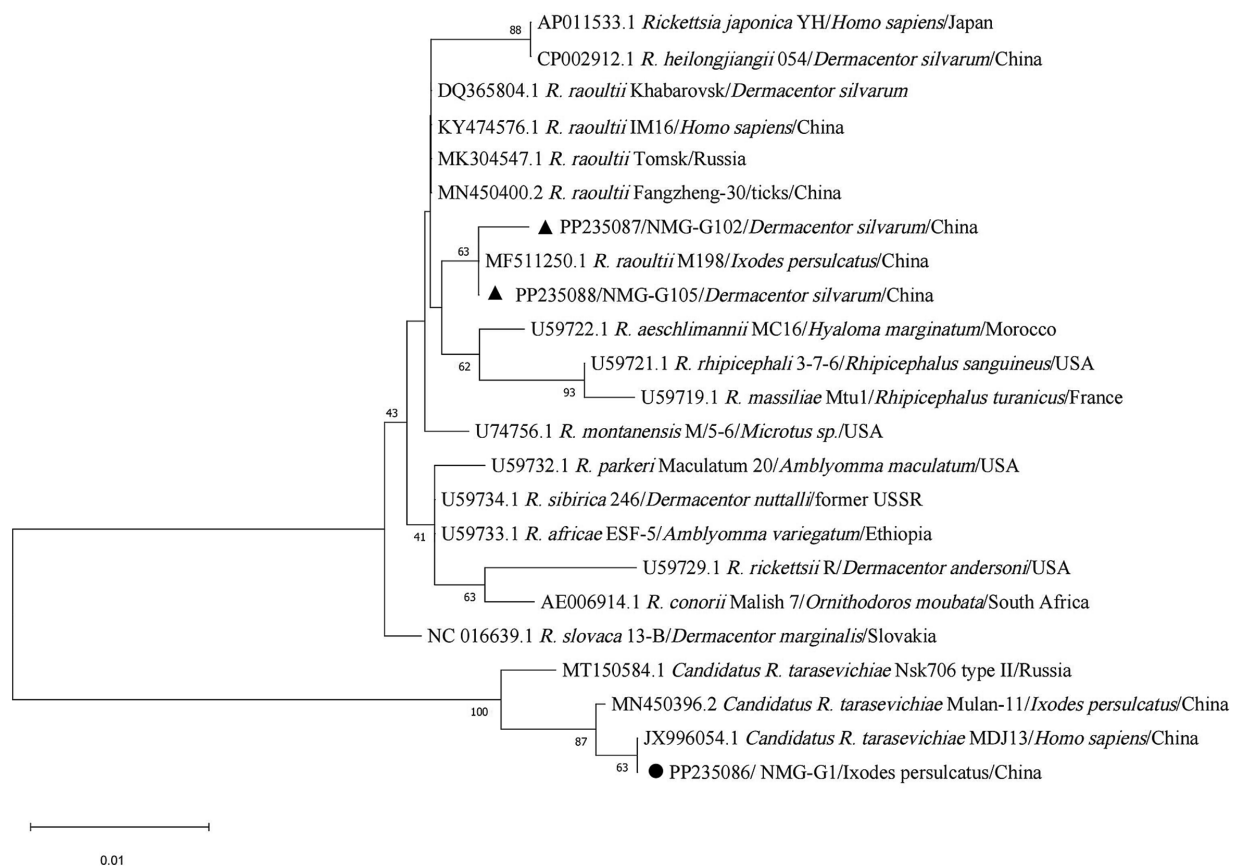 88
AP011533.1 Rickettsia japonica YH/Homo sapiens/Japan
CP002912.1 R. heilongjiangii 054/Dermacentor silvarum/China
DQ365804.1 R. raoultii Khabarovsk/Dermacentor silvarum
KY474576.1 R. raoultii IM16/Homo sapiens/China
MK304547.1 R. raoultii Tomsk/Russia
MN450400.2 R. raoultii Fangzheng-30/ticks/China
PP235087/NMG-G102/Dermacentor silvarum/China
63
MF511250.1 R. raoultii M198/Ixodes persulcatus/China
PP235088/NMG-G105/Dermacentor silvarum/China
U59722.1 R. aeschlimannii MC16/Hyaloma marginatum/Morocco
62
U59721.1 R. rhipicephali 3-7-6/Rhipicephalus sanguineus/USA
93
U59719.1 R. massiliae Mtu1/Rhipicephalus turanicus/France
43
U74756.1 R. montanensis M/5-6/Microtus sp./USA
U59732.1 R. parkeri Maculatum 20/Amblyomma maculatum/USA
U59734.1 R. sibirica 246/Dermacentor nuttalli/former USSR
41
U59733.1 R. africae ESF-5/Amblyomma variegatum/Ethiopia
U59729.1 R. rickettsii R/Dermacentor andersoni/USA
63
AE006914.1 R. conorii Malish 7/Ornithodoros moubata/South Africa
NC 016639.1 R. slovaca 13-B/Dermacentor marginalis/Slovakia
MT150584.1 Candidatus R. tarasevichiae Nsk706 type II/Russia
100
MN450396.2 Candidatus R. tarasevichiae Mulan-11/Ixodes persulcatus/China
87
JX996054.1 Candidatus R. tarasevichiae MDJ13/Homo sapiens/China
63
PP235086/ NMG-G1/Ixodes persulcatus/China
0.01